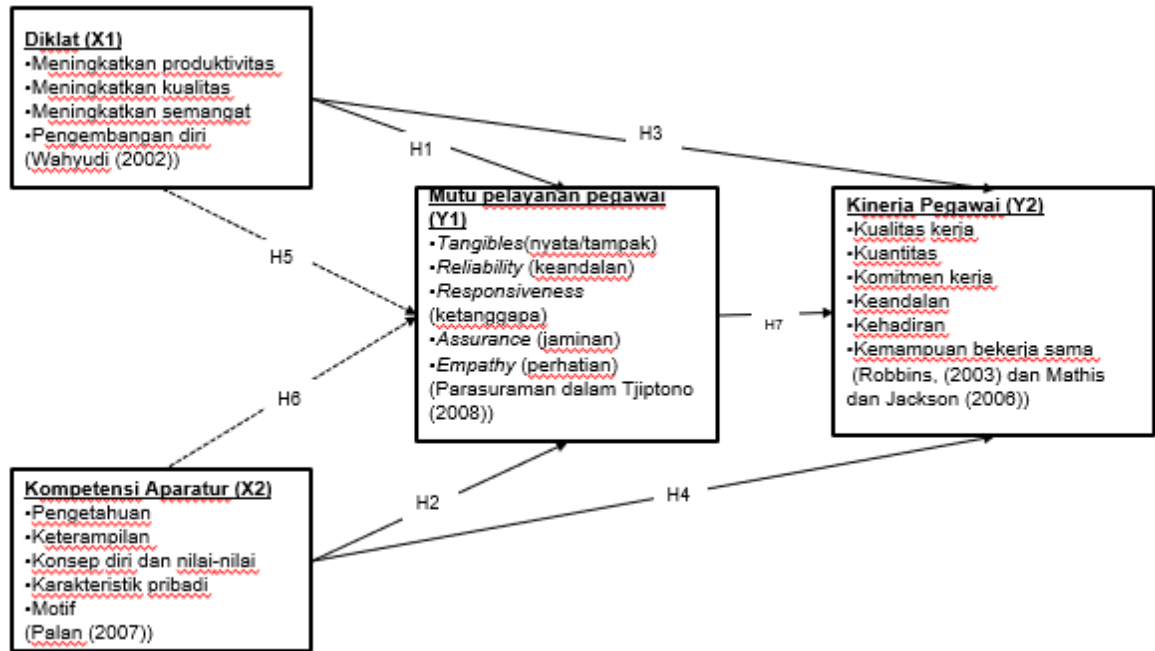 Diklat (X1)
•Meningkatkan produktivitas
•Meningkatkan kualitas
•Meningkatkan semangat
•Pengembangan diri
(Wahyudi (2002))
H1
H3
H5
Mutu pelayanan pegawai
(Y1)
•Tangibles(nyata/tampak)
•Reliability (keandalan)
•Responsiveness
(ketanggapa)
•Assurance (jaminan)
•Empathy (perhatian)
(Parasuraman dalam Tjiptono
(2008))
H7
Kinerja Pegawai (Y2)
•Kualitas kerja
•Kuantitas
•Komitmen kerja
•Keandalan
•Kehadiran
•Kemampuan bekerja sama
(Robbins, (2003) dan Mathis
dan Jackson (2006))
H6
H2
H4
Kompetensi Aparatur (X2)
•Pengetahuan
•Keterampilan
•Konsep diri dan nilai-nilai
•Karakteristik pribadi
•Motif
(Palan (2007))